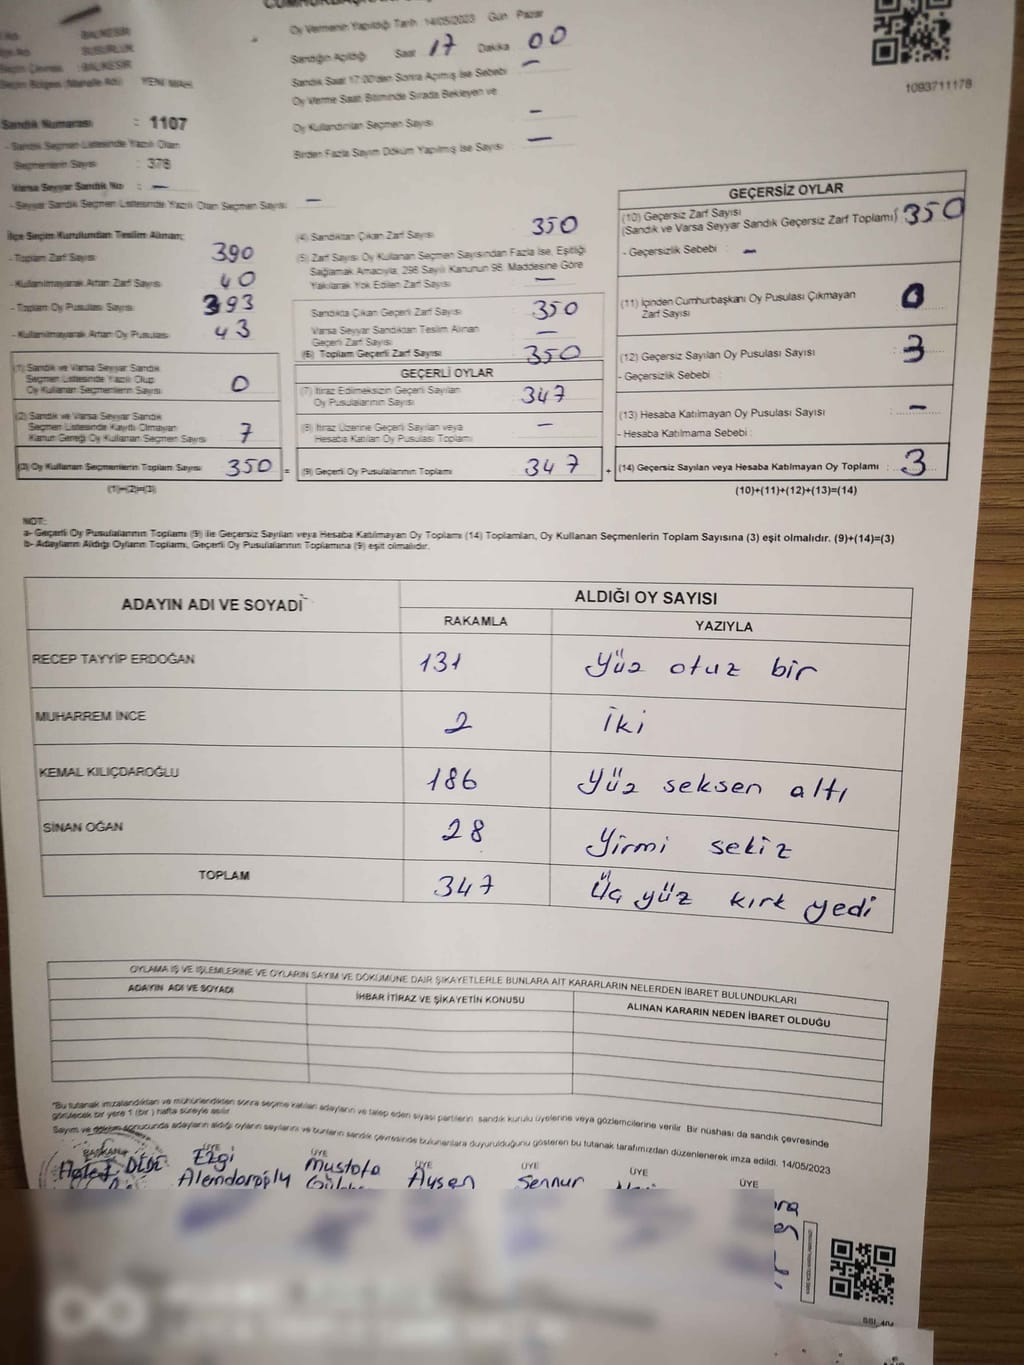 Oy Vermenin Yapıldığı Tarih 14/05/2023 Gün Pazar
Sandığın Açıldığı Saat 17 Dakika 00
Sandık Saat 17:00'den Sonra Açılmış İse Sebebi —
Oy Verme Saati Bitiminde Sırada Bekleyen ve
Oy Kullandırılan Seçmen Sayısı —
Birden Fazla Sayım Döküm Yapılmış İse Sayısı —
1093711178
: BALIKESİR
SUSURLUK
: BALIKESİR
YENİ MAH.
Sandık Numarası : 1107
- Sandık Seçmen Listesinde Yazılı Olan
Seçmenlerin Sayısı : 378
Varsa Seyyar Sandık No : —
- Seyyar Sandık Seçmen Listesinde Yazılı Olan Seçmen Sayısı —
İlçe Seçim Kurulundan Teslim Alınan;
- Toplam Zarf Sayısı 390
- Kullanılmayarak Artan Zarf Sayısı 40
- Toplam Oy Pusulası Sayısı 393
- Kullanılmayarak Artan Oy Pusulası 43
(1) Sandık ve Varsa Seyyar Sandık
Seçmen Listesinde Yazılı Olup
Oy Kullanan Seçmenlerin Sayısı 0
(2) Sandık ve Varsa Seyyar Sandık
Seçmen Listesinde Kayıtlı Olmayan
Kanun Gereği Oy Kullanan Seçmen Sayısı 7
(3) Oy Kullanan Seçmenlerin Toplam Sayısı 350 =
(1)+(2)=(3)
(4) Sandıktan Çıkan Zarf Sayısı 350
(5) Zarf Sayısı Oy Kullanan Seçmen Sayısından Fazla İse, Eşitliği
Sağlamak Amacıyla, 298 Sayılı Kanunun 98. Maddesine Göre
Yakılarak Yok Edilen Zarf Sayısı —
Sandıkta Çıkan Geçerli Zarf Sayısı 350
Varsa Seyyar Sandıktan Teslim Alınan
Geçerli Zarf Sayısı —
(6) Toplam Geçerli Zarf Sayısı 350
GEÇERLİ OYLAR
(7) İtiraz Edilmeksizin Geçerli Sayılan
Oy Pusulalarının Sayısı 347
(8) İtiraz Üzerine Geçerli Sayılan veya
Hesaba Katılan Oy Pusulası Toplamı —
(9) Geçerli Oy Pusulalarının Toplamı 347 +
GEÇERSİZ OYLAR
(10) Geçersiz Zarf Sayısı
(Sandık ve Varsa Seyyar Sandık Geçersiz Zarf Toplamı) 350
- Geçersizlik Sebebi : —
(11) İçinden Cumhurbaşkanı Oy Pusulası Çıkmayan
Zarf Sayısı 0
(12) Geçersiz Sayılan Oy Pusulası Sayısı : 3
- Geçersizlik Sebebi :
(13) Hesaba Katılmayan Oy Pusulası Sayısı : —
- Hesaba Katılmama Sebebi :
(14) Geçersiz Sayılan veya Hesaba Katılmayan Oy Toplamı : 3
(10)+(11)+(12)+(13)=(14)
NOT:
a- Geçerli Oy Pusulalarının Toplamı (9) ile Geçersiz Sayılan veya Hesaba Katılmayan Oy Toplamı (14) Toplamları, Oy Kullanan Seçmenlerin Toplam Sayısına (3) eşit olmalıdır. (9)+(14)=(3)
b- Adayların Aldığı Oyların Toplamı, Geçerli Oy Pusulalarının Toplamına (9) eşit olmalıdır.
ADAYIN ADI VE SOYADI
ALDIĞI OY SAYISI
RAKAMLA YAZIYLA
RECEP TAYYİP ERDOĞAN 131 Yüz otuz bir
MUHARREM İNCE 2 İki
KEMAL KILIÇDAROĞLU 186 Yüz seksen altı
SİNAN OĞAN 28 Yirmi sekiz
TOPLAM 347 Üç yüz kırk yedi
OYLAMA İŞ VE İŞLEMLERİNE VE OYLARIN SAYIM VE DÖKÜMÜNE DAİR ŞİKAYETLERLE BUNLARA AİT KARARLARIN NELERDEN İBARET BULUNDUKLARI
ADAYIN ADI VE SOYADI İHBAR İTİRAZ VE ŞİKAYETİN KONUSU ALINAN KARARIN NEDEN İBARET OLDUĞU
*Bu tutanak imzalandıktan ve mühürlendikten sonra seçime katılan adayların ve talep eden siyasi partilerin sandık kurulu üyelerine veya gözlemcilerine verilir. Bir nüshası da sandık çevresinde
görülecek bir yere 1 (bir) hafta süreyle asılır.
Sayım ve döküm sonucunda adayların aldığı oyların sayılarını ve bunların sandık çevresinde bulunanlara duyurulduğunu gösteren bu tutanak tarafımızdan düzenlenerek imza edildi. 14/05/2023
BAŞKAN ÜYE ÜYE ÜYE ÜYE ÜYE ÜYE
DEDE Ezgi Mustafa Aysen Sennur